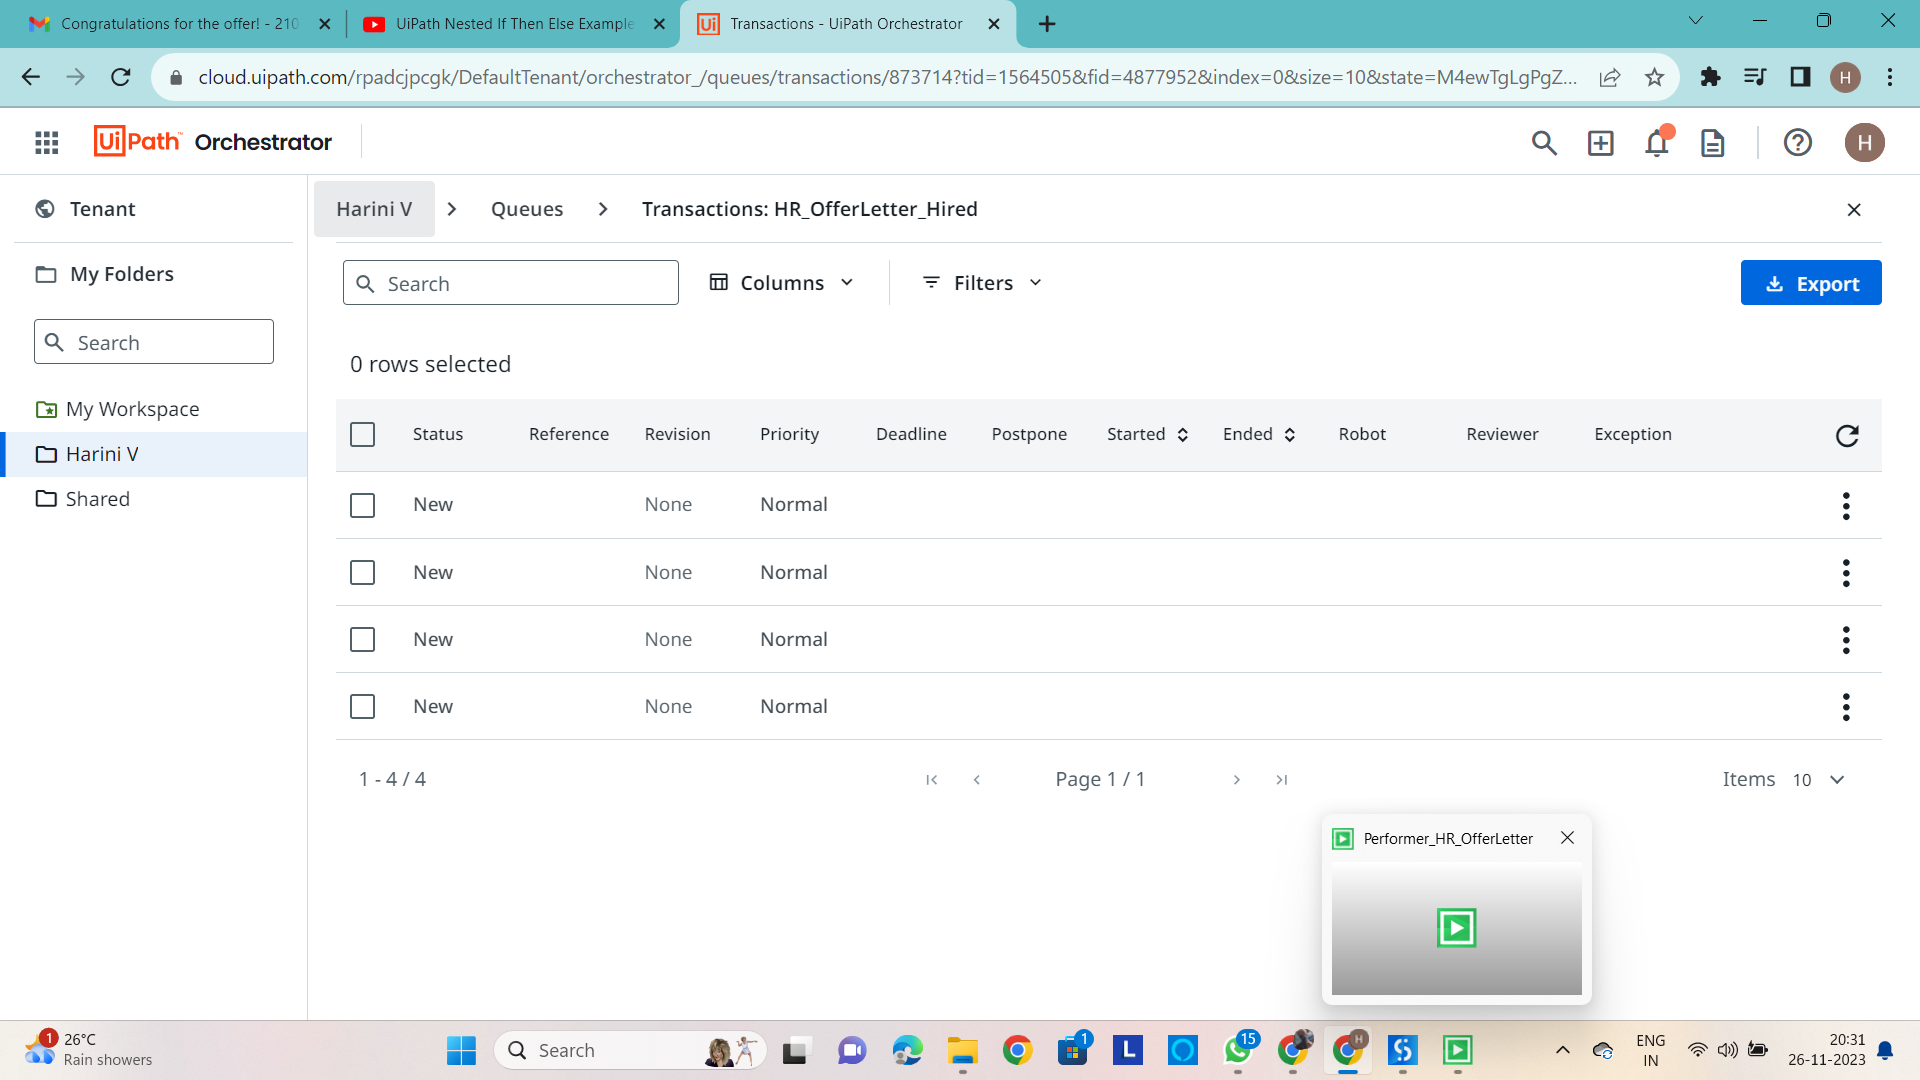 Congratulations for the offer! - 210
UiPath Nested If Then Else Example
Transactions - UiPath Orchestrator
cloud.uipath.com/rpadcjpcgk/DefaultTenant/orchestrator_/queues/transactions/873714?tid=1564505&fid=4877952&index=0&size=10&state=M4ewTgLgPgZ...
H
UiPath™ Orchestrator
H
Tenant
Harini V
Queues
Transactions: HR_OfferLetter_Hired
My Folders
Search
Columns
Filters
Export
Search
0 rows selected
My Workspace
Harini V
Shared
Status Reference Revision Priority Deadline Postpone Started Ended Robot Reviewer Exception
New None Normal
New None Normal
New None Normal
New None Normal
1 - 4 / 4
Page 1 / 1
Items 10
Performer_HR_OfferLetter
1
26°C
Rain showers
Search
1
L
15
H
ENG
IN
20:31
26-11-2023